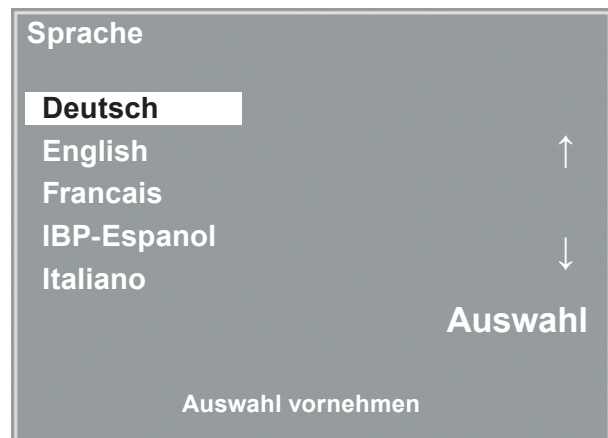 Sprache
Deutsch
English
Francais
IBP-Espanol
Italiano
↑
↓
Auswahl
Auswahl vornehmen